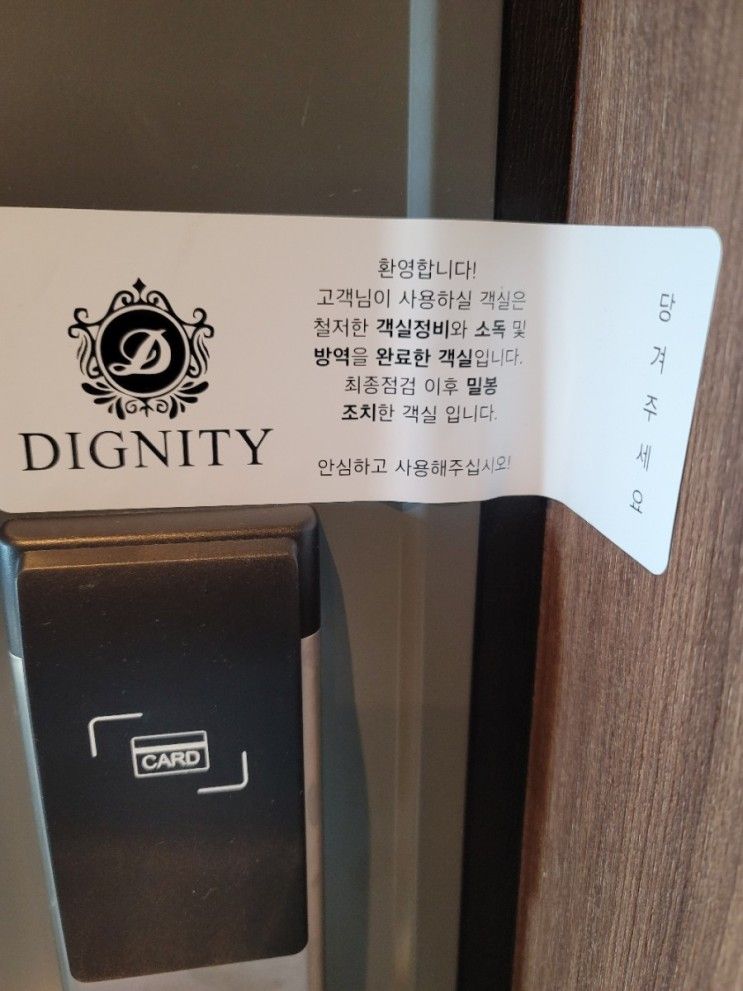 D
DIGNITY
환영합니다!
고객님이 사용하실 객실은
철저한 객실정비와 소독 및
방역을 완료한 객실입니다.
최종점검 이후 밀봉
조치한 객실 입니다.
안심하고 사용해주십시오!
당겨주세요
CARD